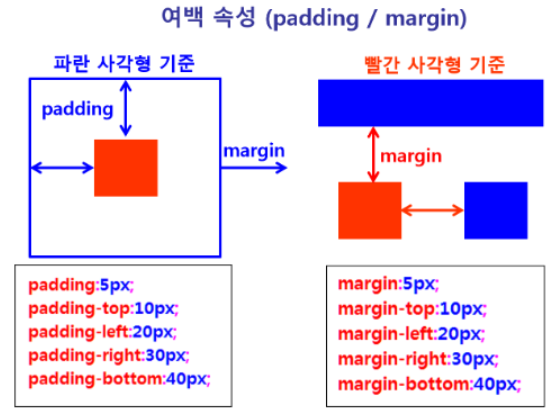 여백 속성 (padding / margin)
파란 사각형 기준
padding
margin
padding:5px;
padding-top:10px;
padding-left:20px;
padding-right:30px;
padding-bottom:40px;
빨간 사각형 기준
margin
margin:5px;
margin-top:10px;
margin-left:20px;
margin-right:30px;
margin-bottom:40px;